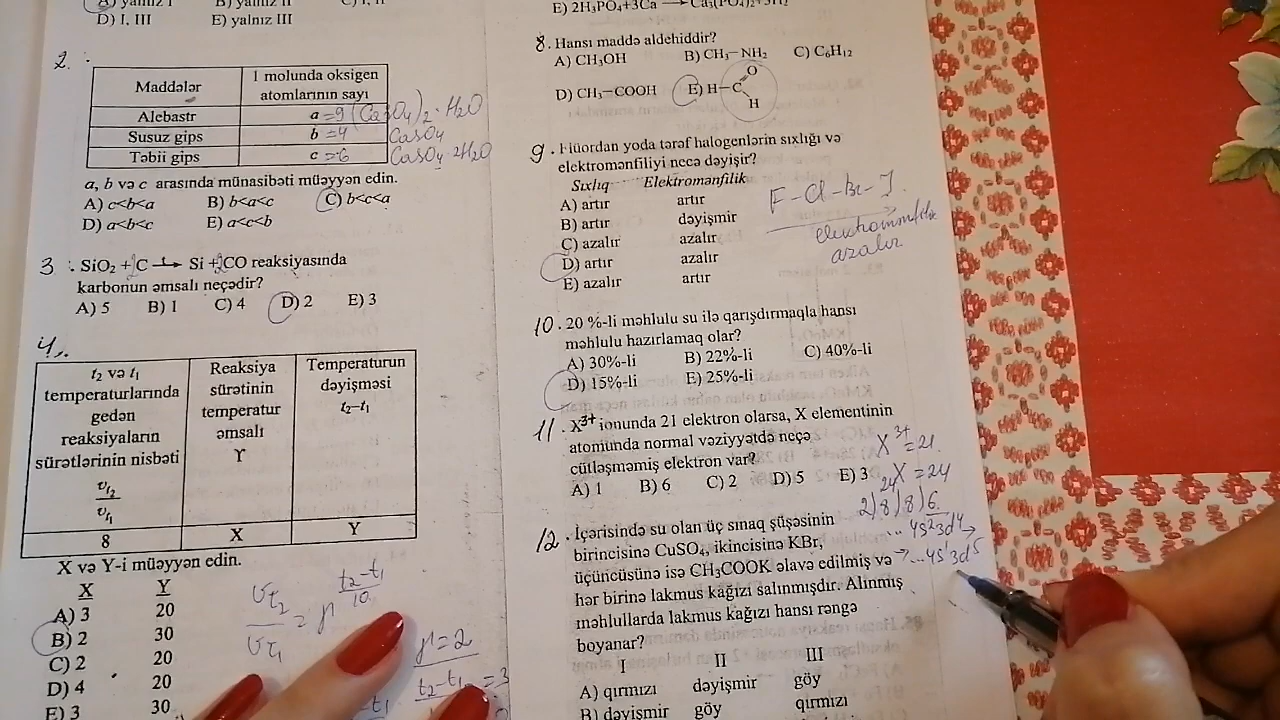 A) yalnız I B) yalnız II C) I, II
D) I, III E) yalnız III
2.
Maddələr 1 molunda oksigen atomlarının sayı
Alebastr a =9 (CaSO4)2·H2O
Susuz gips b =4 CaSO4
Təbii gips c =6 CaSO4·2H2O
a, b və c arasında münasibəti müəyyən edin.
A) c<b<a B) b<a<c C) b<c<a
D) a<b<c E) a<c<b
3. SiO2 + 2C t→ Si + 2CO reaksiyasında
karbonun əmsalı neçədir?
A) 5 B) 1 C) 4 D) 2 E) 3
4.
t2 və t1
temperaturlarında
gedən
reaksiyaların
sürətlərinin nisbəti
υt2
υt1
Reaksiya
sürətinin
temperatur
əmsalı
ϒ
Temperaturun
dəyişməsi
t2–t1
8 X Y
X və Y-i müəyyən edin.
X Y
A) 3 20
B) 2 30
C) 2 20
D) 4 20
E) 3 30
υt2
υt1
= γ
t2-t1
10
γ=2
t2-t1
E) 2H3PO4+3Ca → Ca3(PO4)2+3H2
8. Hansı maddə aldehiddir?
A) CH3OH B) CH3–NH2 C) C6H12
D) CH3–COOH E) H–C
O
H
9. Flüordan yoda tərəf halogenlərin sıxlığı və
elektromənfiliyi necə dəyişir?
Sıxlıq Elektromənfilik
A) artır artır
B) artır dəyişmir
C) azalır azalır
D) artır azalır
E) azalır artır
F-Cl-Br-J
azalır
10. 20 %-li məhlulu su ilə qarışdırmaqla hansı
məhlulu hazırlamaq olar?
A) 30%-li B) 22%-li C) 40%-li
D) 15%-li E) 25%-li
11. X3+ ionunda 21 elektron olarsa, X elementinin
atomunda normal vəziyyətdə neçə
cütləşməmiş elektron var?
A) 1 B) 6 C) 2 D) 5 E) 3
X3+=21
24X=24
2)8)8)6
...4s23d4→
→...4s13d5
12. İçərisində su olan üç sınaq şüşəsinin
birincisinə CuSO4, ikincisinə KBr,
üçüncüsünə isə CH3COOK əlavə edilmiş və
hər birinə lakmus kağızı salınmışdır. Alınmış
məhlullarda lakmus kağızı hansı rəngə
boyanar?
I II III
A) qırmızı dəyişmir göy
B) dəyişmir göy qırmızı